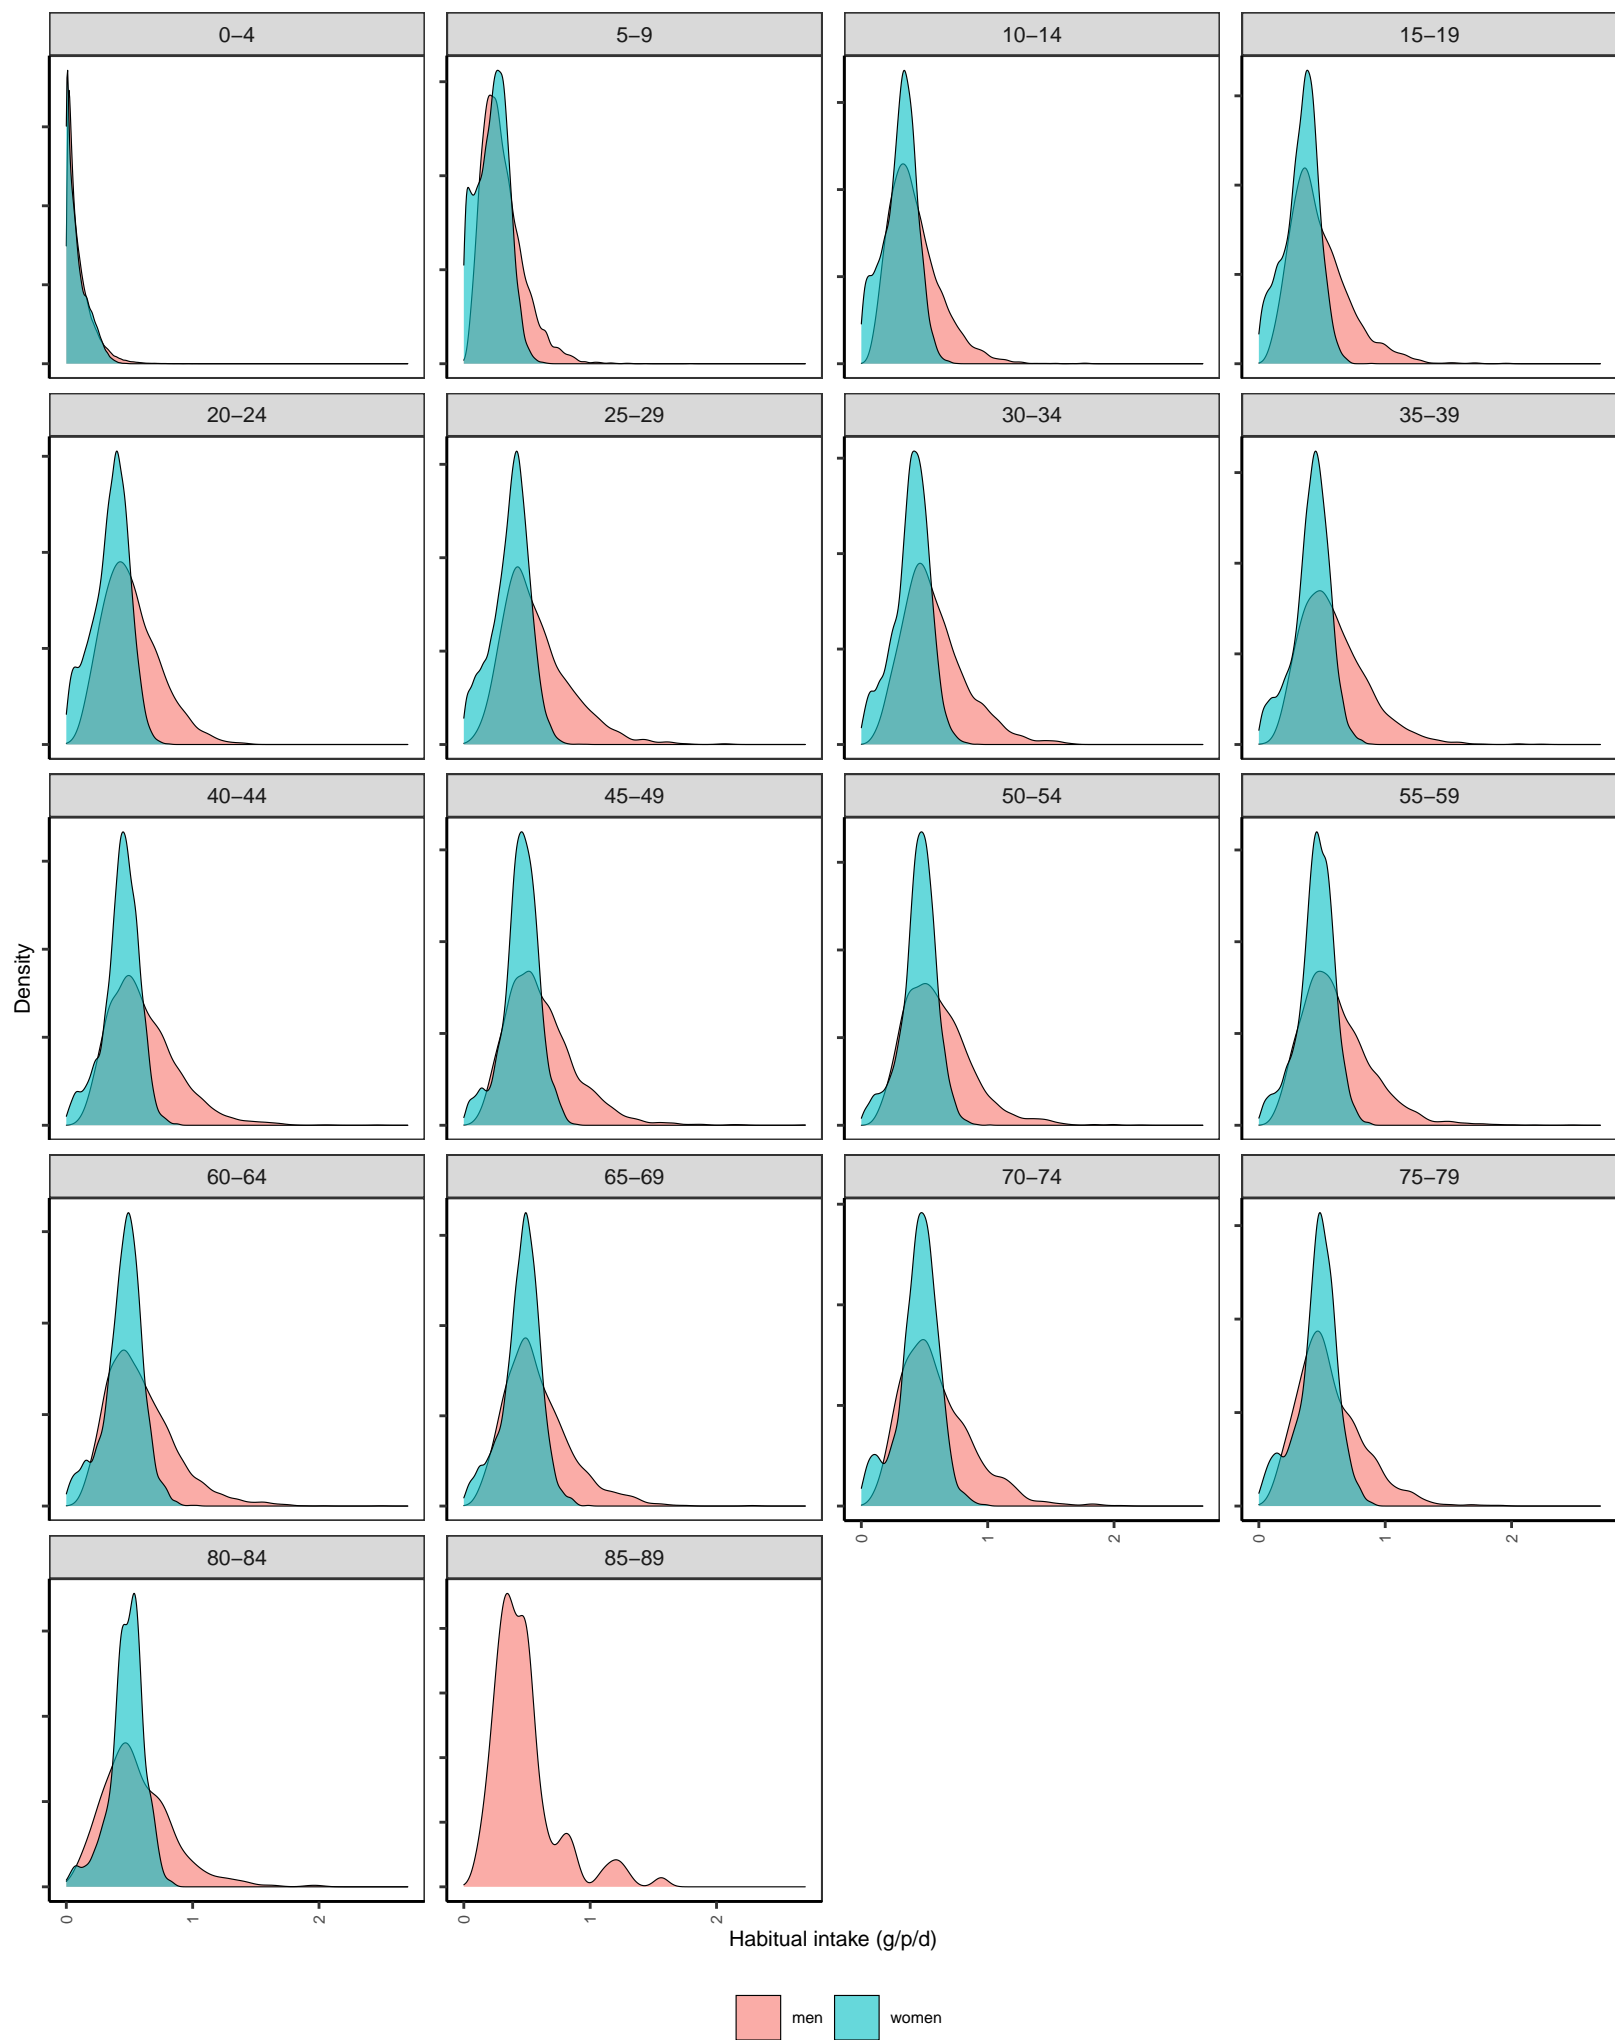 0–4 5–9 10–14 15–19
20–24 25–29 30–34 35–39
40–44 45–49 50–54 55–59
Density
60–64 65–69 70–74 75–79
0 1 2 0 1 2
80–84 85–89
0 1 2 0 1 2
Habitual intake (g/p/d)
men women